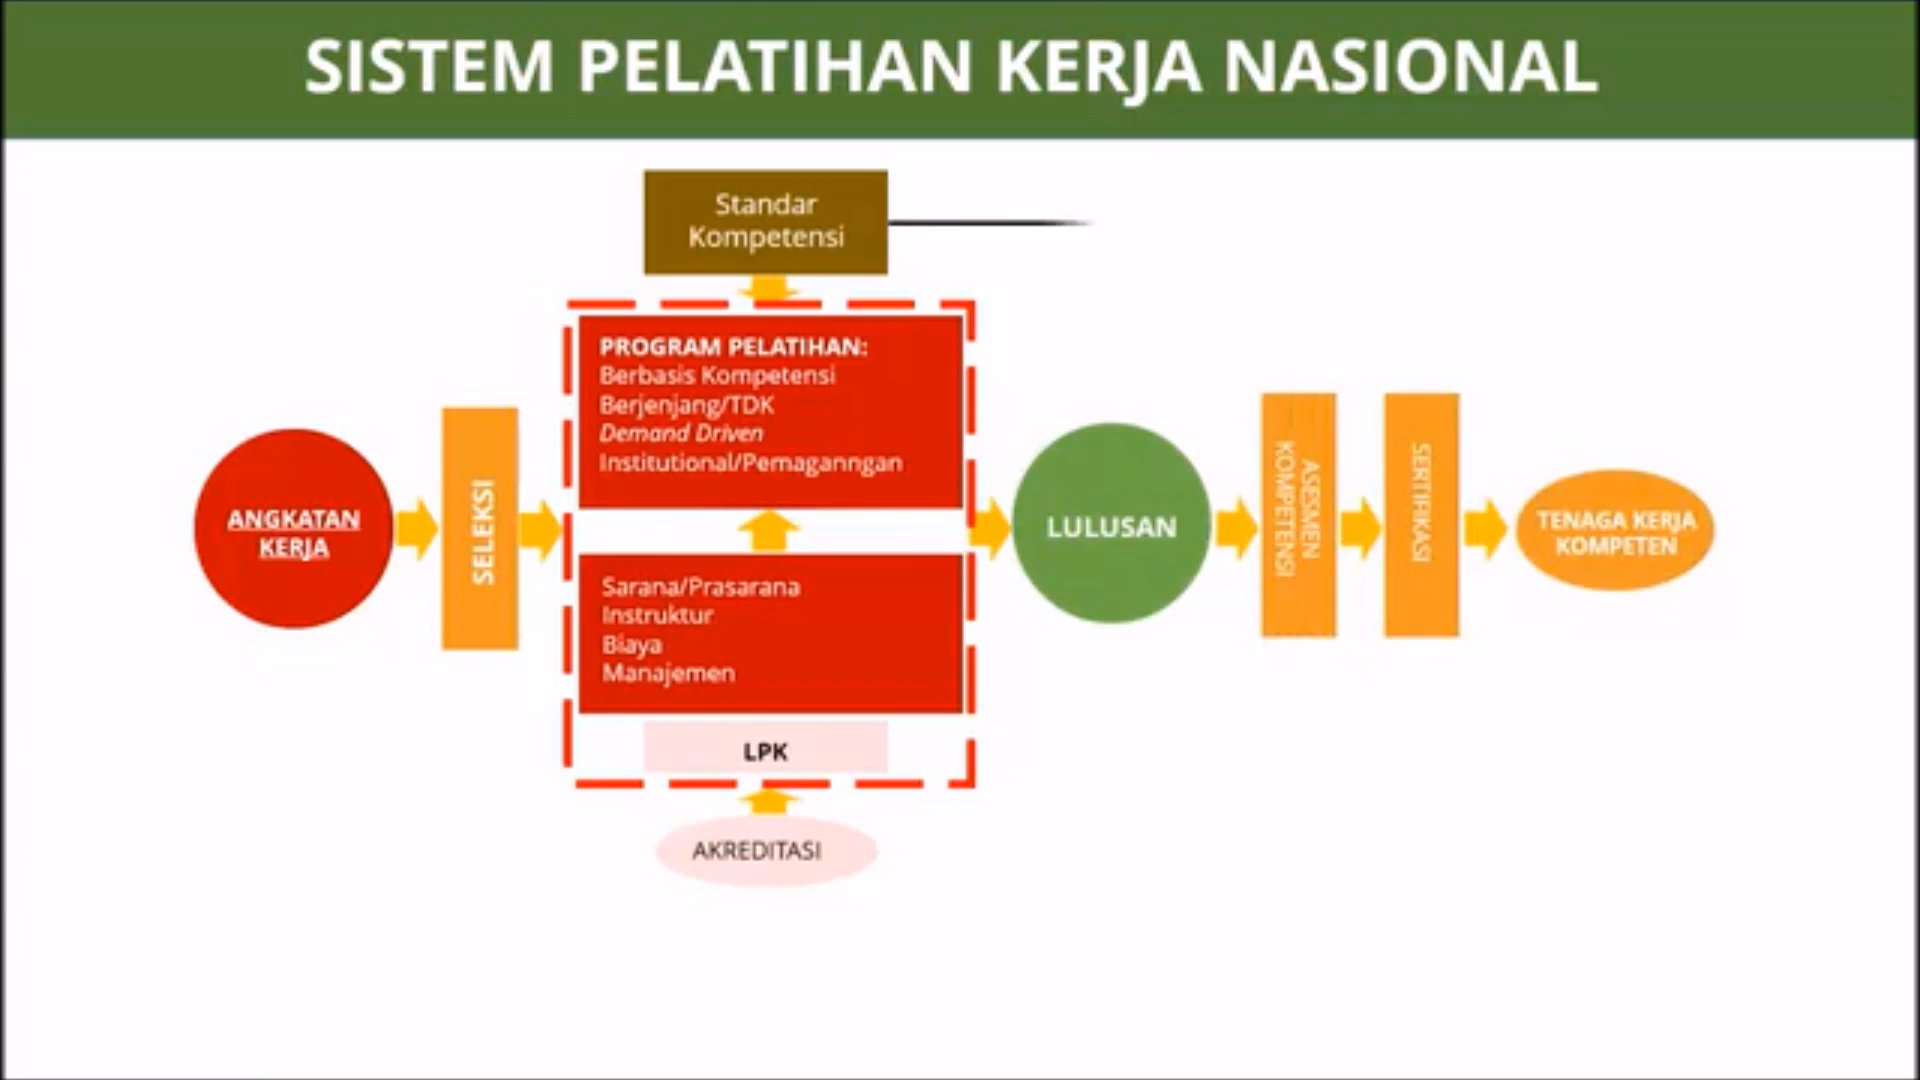 SISTEM PELATIHAN KERJA NASIONAL
Standar
Kompetensi
PROGRAM PELATIHAN:
Berbasis Kompetensi
Berjenjang/TDK
Demand Driven
Institutional/Pemaganngan
ANGKATAN
KERJA
SELEKSI
Sarana/Prasarana
Instruktur
Biaya
Manajemen
LPK
AKREDITASI
LULUSAN
ASESMEN
KOMPETENSI
SERTIFIKASI
TENAGA KERJA
KOMPETEN